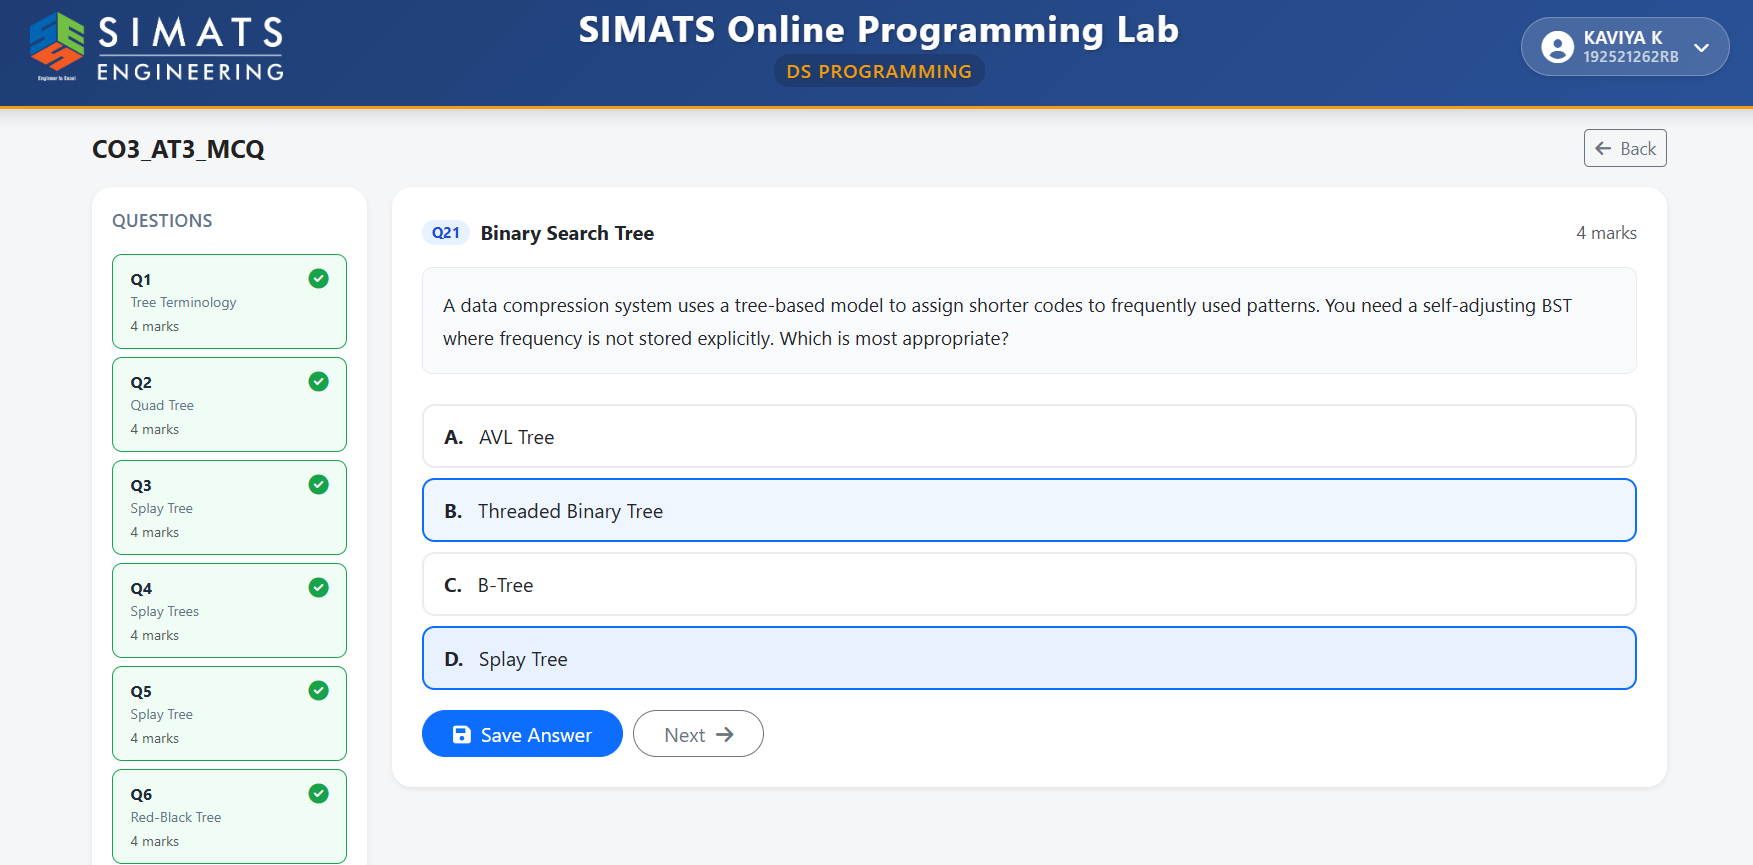 SIMATS
ENGINEERING
Engineer to Excel
SIMATS Online Programming Lab
DS PROGRAMMING
KAVIYA K
192521262RB
CO3_AT3_MCQ
Back
QUESTIONS
Q1
Tree Terminology
4 marks
Q2
Quad Tree
4 marks
Q3
Splay Tree
4 marks
Q4
Splay Trees
4 marks
Q5
Splay Tree
4 marks
Q6
Red-Black Tree
4 marks
Q21 Binary Search Tree 4 marks
A data compression system uses a tree-based model to assign shorter codes to frequently used patterns. You need a self-adjusting BST
where frequency is not stored explicitly. Which is most appropriate?
A. AVL Tree
B. Threaded Binary Tree
C. B-Tree
D. Splay Tree
Save Answer
Next